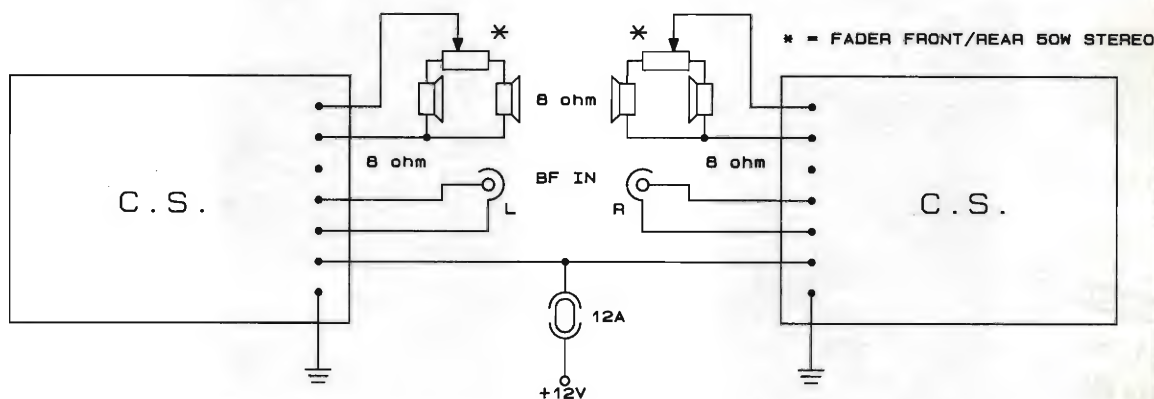 *
*
* = FADER FRONT/REAR 50W STEREO
8 ohm
8 ohm
8 ohm
BF IN
L
R
C.S.
C.S.
12A
+12V